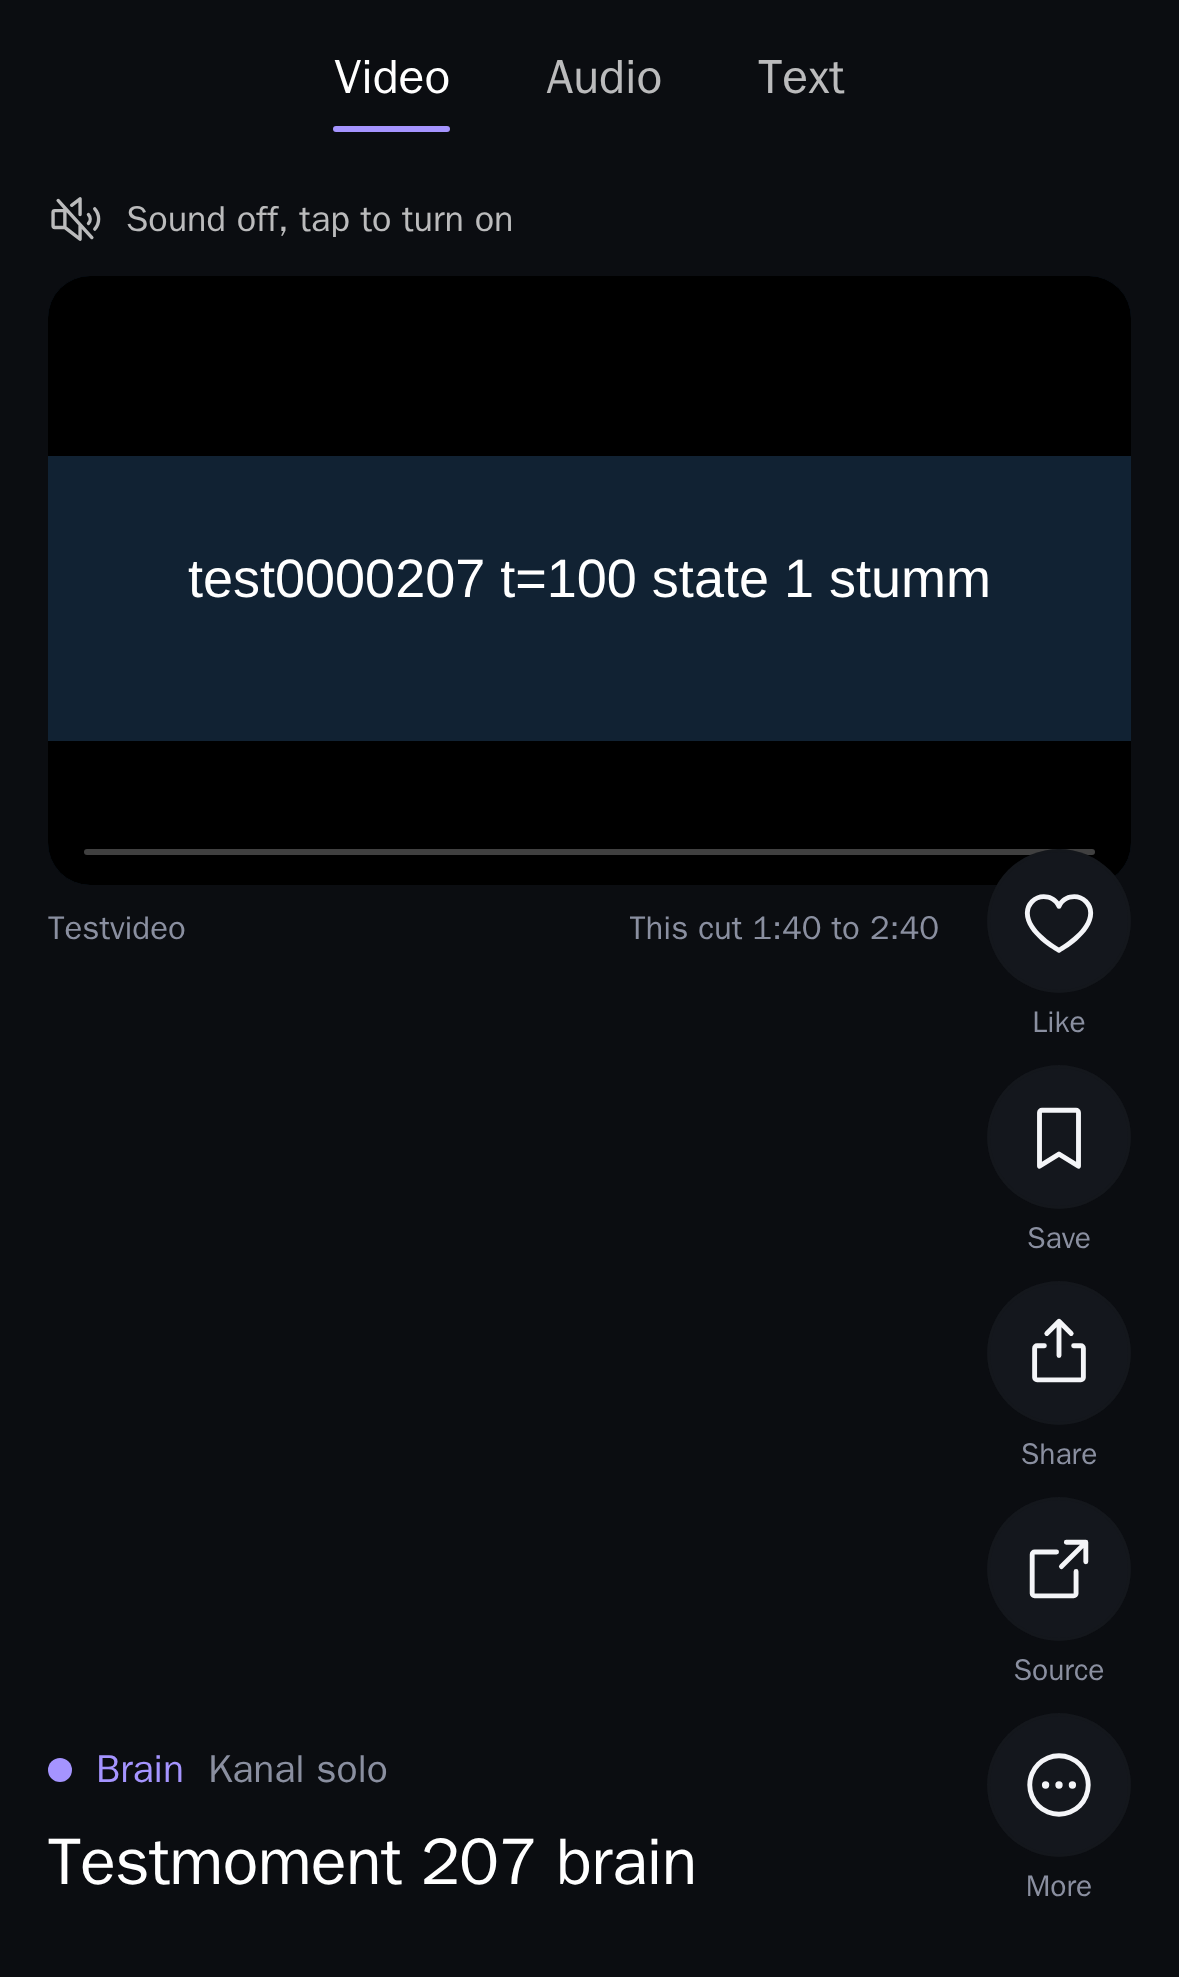 Video Audio Text
Sound off, tap to turn on
test0000207 t=100 state 1 stumm
Testvideo This cut 1:40 to 2:40
Like
Save
Share
Source
Brain Kanal solo
Testmoment 207 brain
More